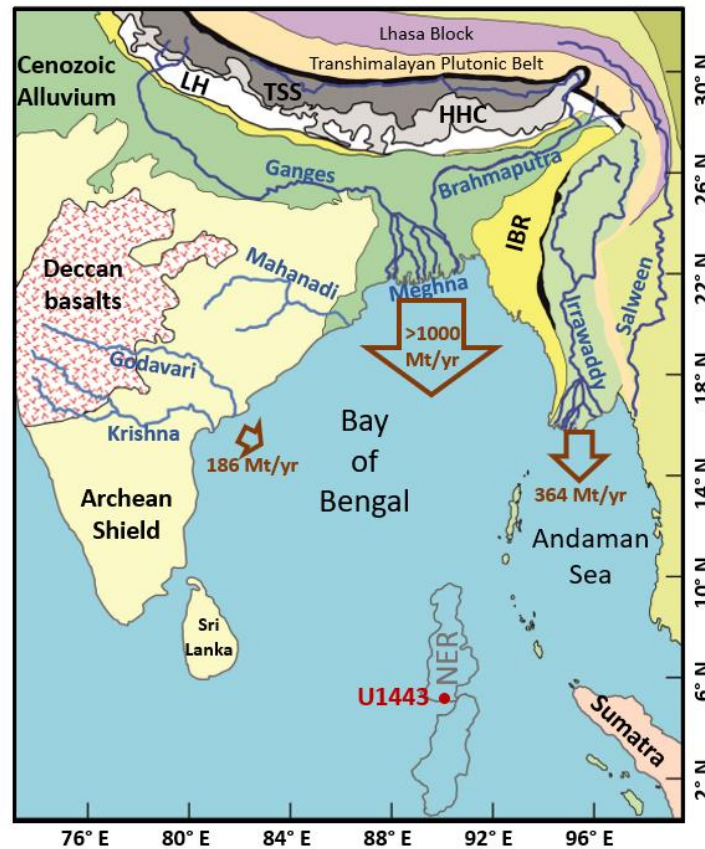 Lhasa Block
Transhimalayan Plutonic Belt
Cenozoic
Alluvium
LH
TSS
HHC
Ganges
Brahmaputra
IBR
Deccan
basalts
Mahanadi
Meghna
Irrawaddy
Salween
>1000
Mt/yr
Godavari
Krishna
186 Mt/yr
Bay
of
Bengal
364 Mt/yr
Archean
Shield
Andaman
Sea
Sri
Lanka
NER
U1443
Sumatra
30° N
26° N
22° N
18° N
14° N
10° N
6° N
2° N
76° E
80° E
84° E
88° E
92° E
96° E